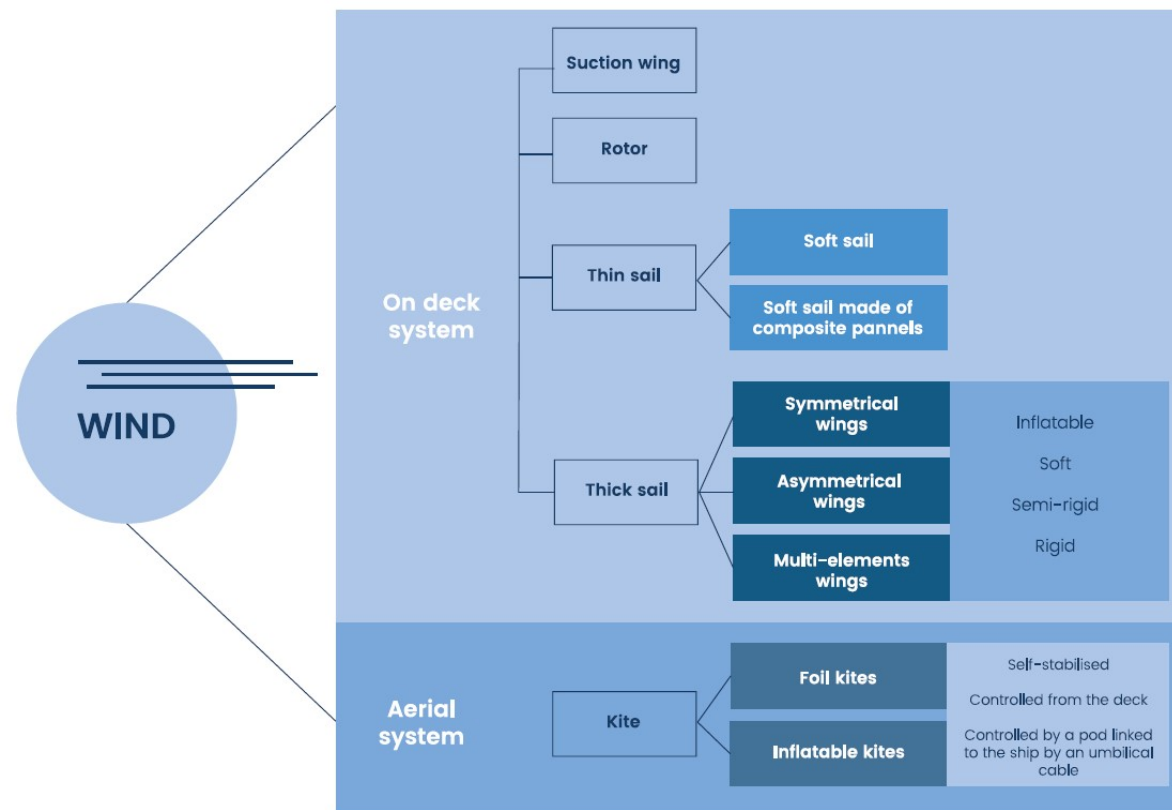 WIND
On deck
system
Suction wing
Rotor
Thin sail
Soft sail
Soft sail made of
composite pannels
Thick sail
Symmetrical
wings
Asymmetrical
wings
Multi-elements
wings
Inflatable
Soft
Semi-rigid
Rigid
Aerial
system
Kite
Foil kites
Inflatable kites
Self-stabilised
Controlled from the deck
Controlled by a pod linked
to the ship by an umbilical
cable